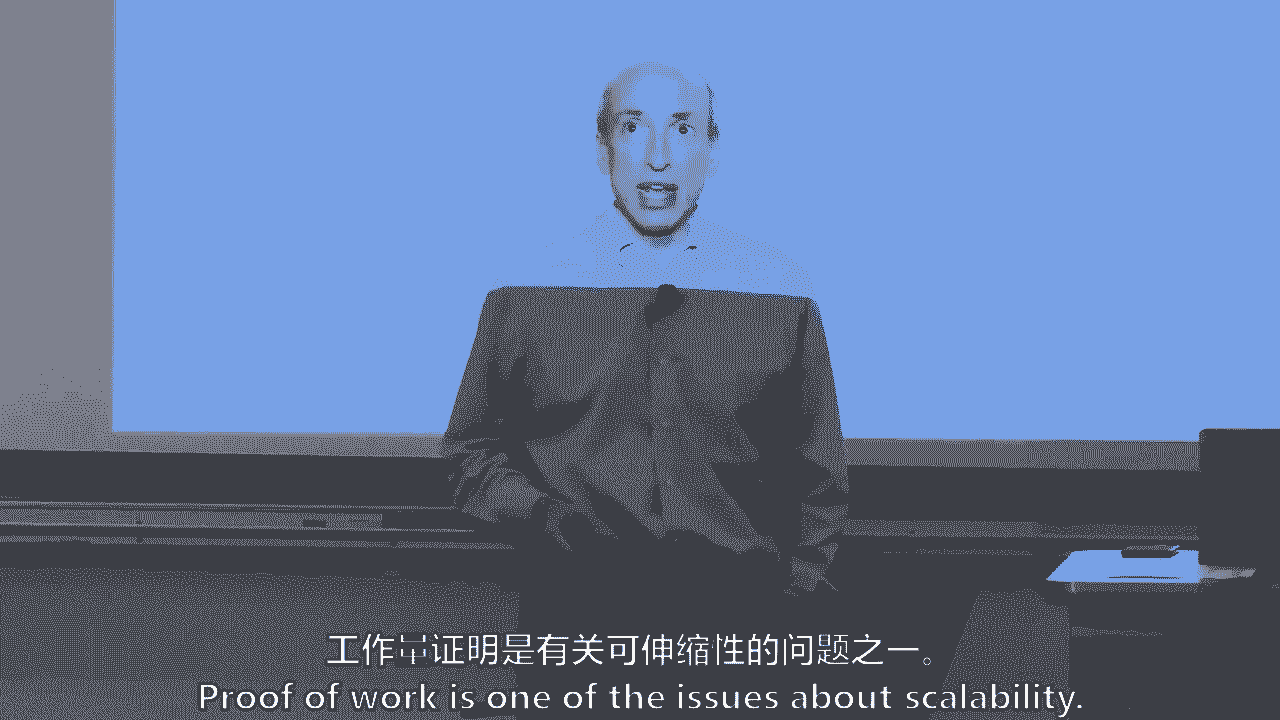 工作量证明是有关可伸缩性的问题之一。
Proof of work is one of the issues about scalability.